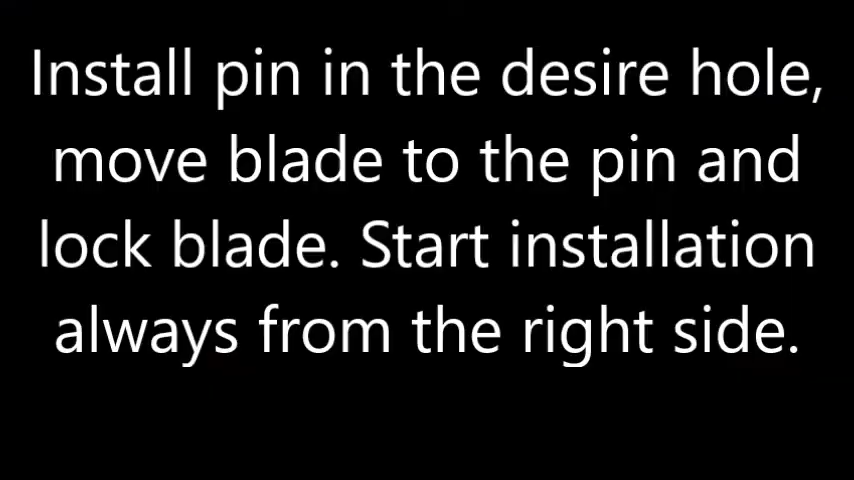 Install pin in the desire hole,
move blade to the pin and
lock blade. Start installation
always from the right side.